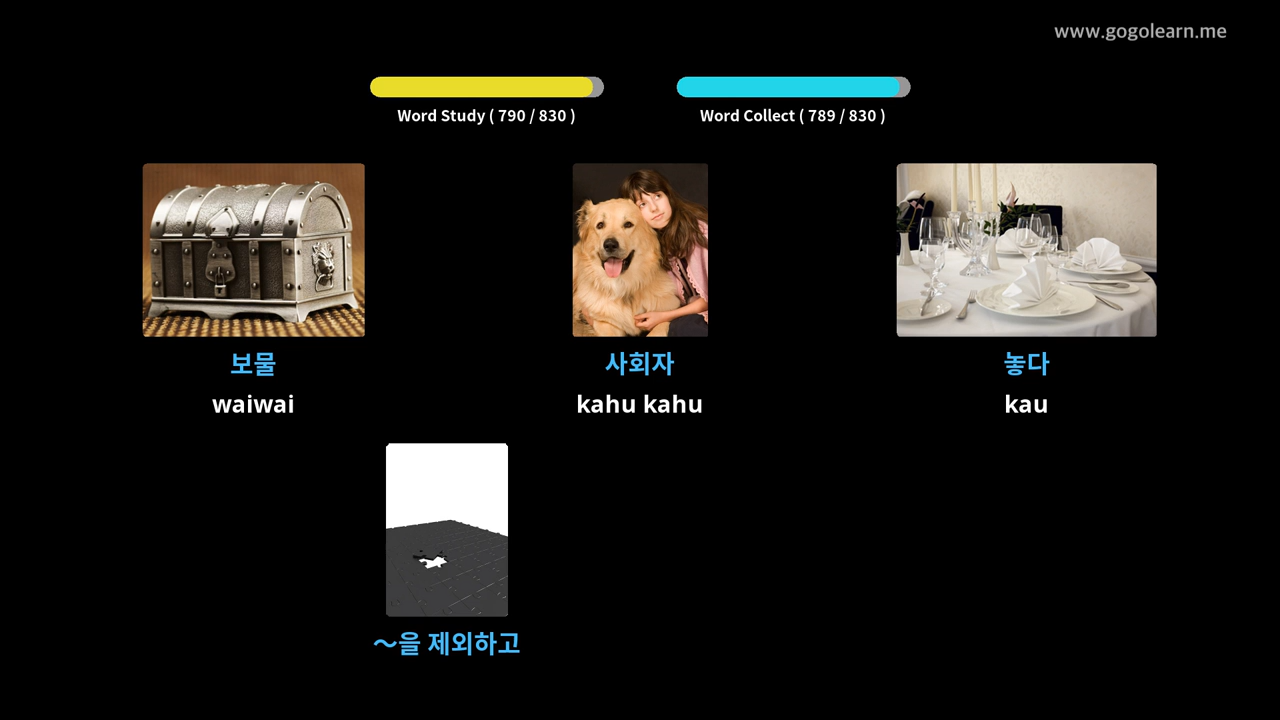 www.gogolearn.me
Word Study ( 790 / 830 )
Word Collect ( 789 / 830 )
보물
사회자
놓다
waiwai
kahu kahu
kau
～을 제외하고